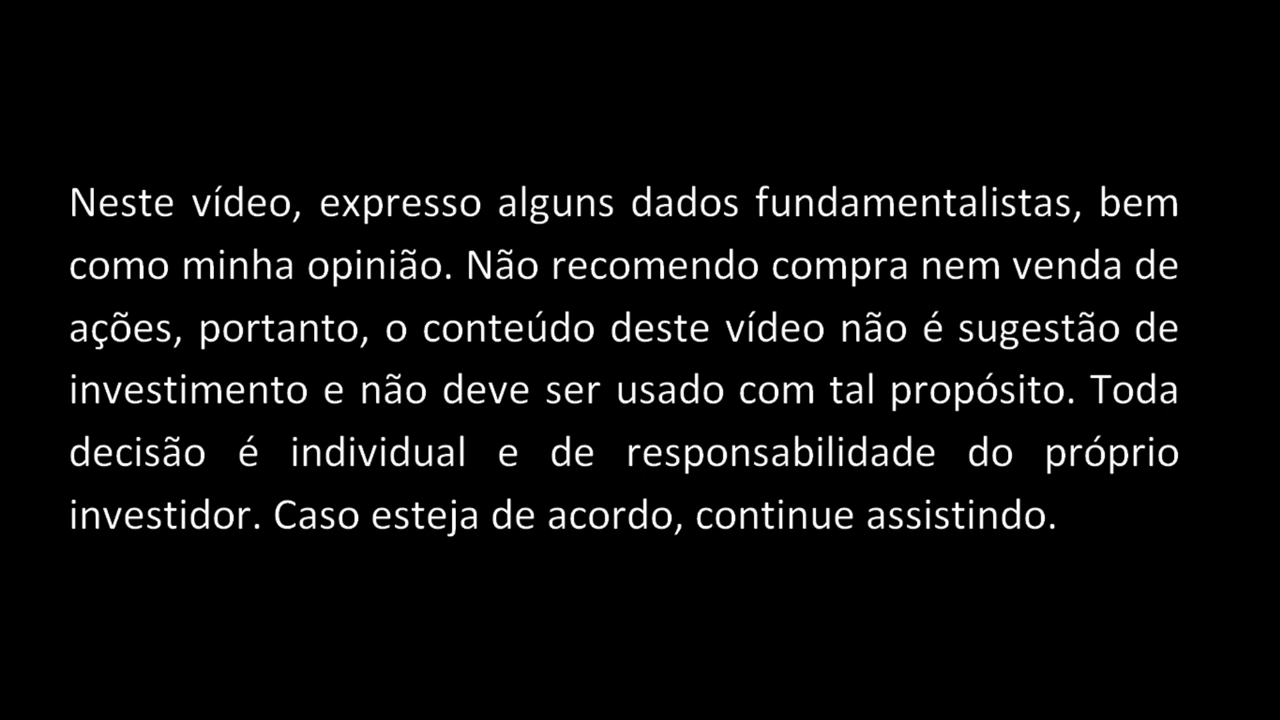 Neste vídeo, expresso alguns dados fundamentalistas, bem
como minha opinião. Não recomendo compra nem venda de
ações, portanto, o conteúdo deste vídeo não é sugestão de
investimento e não deve ser usado com tal propósito. Toda
decisão é individual e de responsabilidade do próprio
investidor. Caso esteja de acordo, continue assistindo.